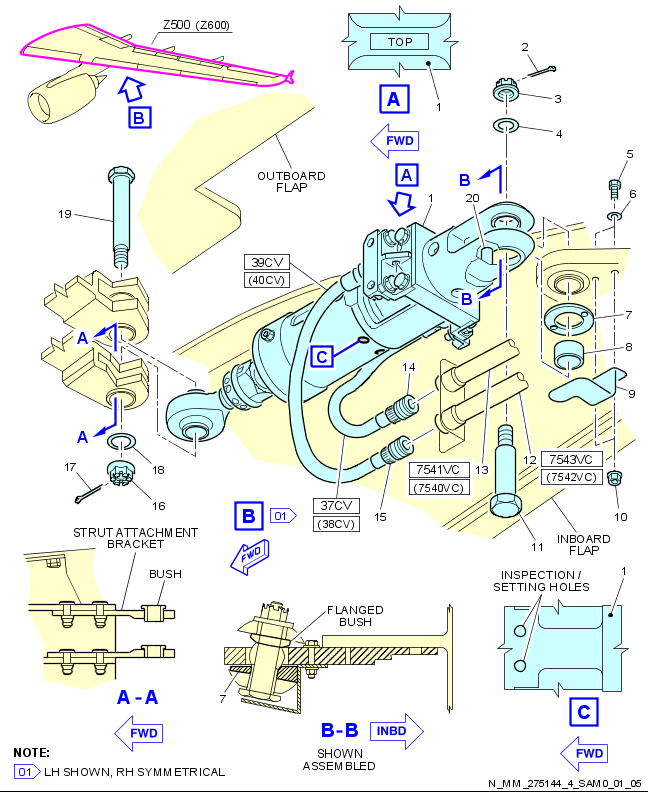 Z500 (Z600)
B
TOP
1
A
FWD
2
3
4
5
6
OUTBOARD
FLAP
A
1
20
B
B
19
39CV
(40CV)
C
A
A
7
8
9
10
14
13
12
11
15
7541VC
(7540VC)
7543VC
(7542VC)
37CV
(38CV)
18
17
16
B
01
FWD
INBOARD
FLAP
STRUT ATTACHMENT
BRACKET
BUSH
A-A
FWD
FLANGED
BUSH
7
B-B
INBD
SHOWN
ASSEMBLED
INSPECTION /
SETTING HOLES
1
C
FWD
NOTE:
01 LH SHOWN, RH SYMMETRICAL
N_MM_275144_4_SAM0_01_05